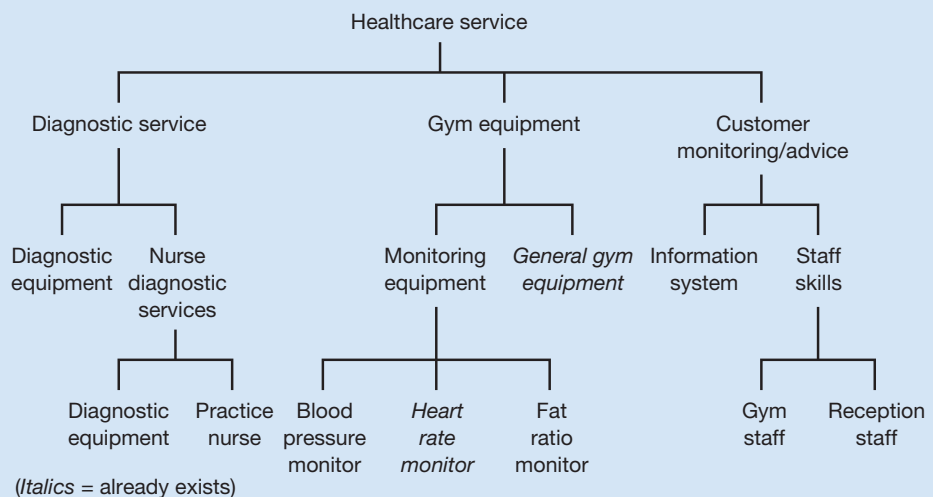 Healthcare service
Diagnostic service
Gym equipment
Customer
monitoring/advice
Diagnostic
equipment
Nurse
diagnostic
services
Monitoring
equipment
General gym
equipment
Information
system
Staff
skills
Diagnostic
equipment
Practice
nurse
Blood
pressure
monitor
Heart
rate
monitor
Fat
ratio
monitor
Gym
staff
Reception
staff
(Italics = already exists)